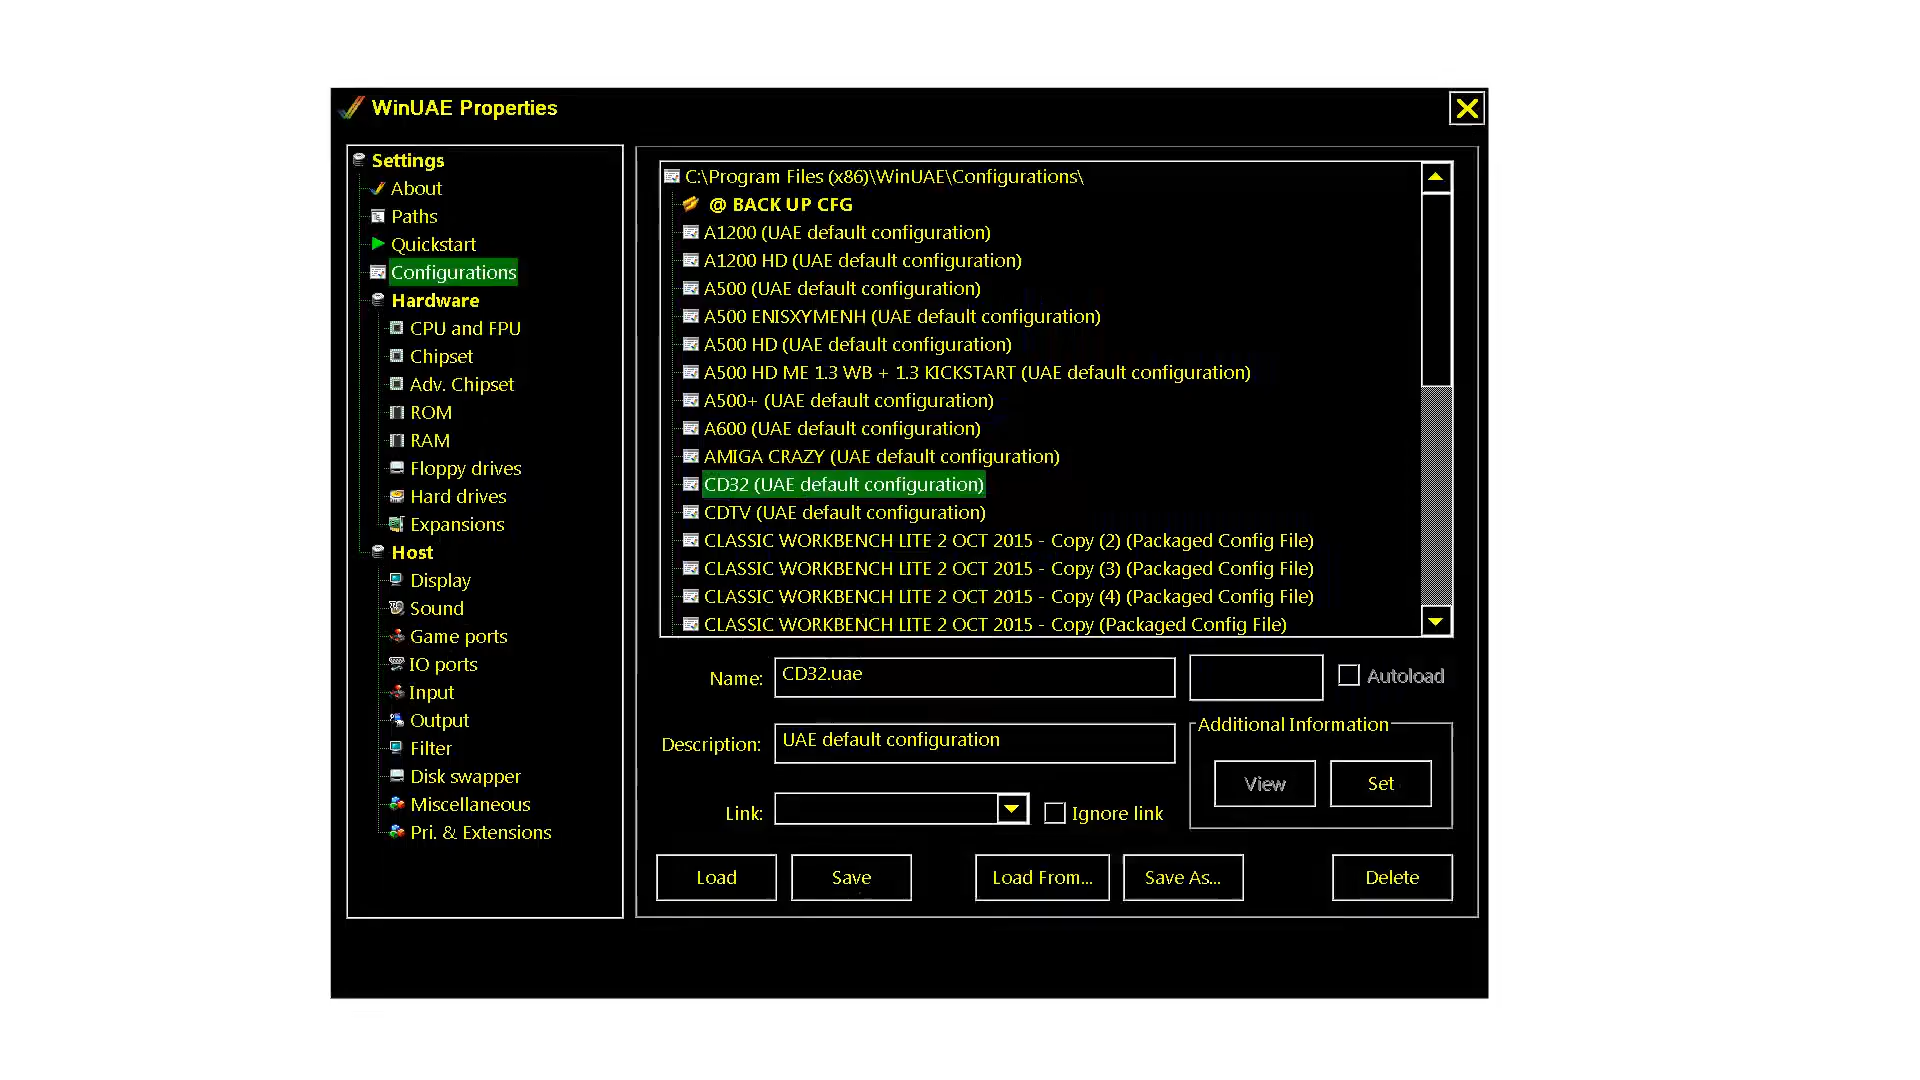 WinUAE Properties
Settings
About
Paths
Quickstart
Configurations
Hardware
CPU and FPU
Chipset
Adv. Chipset
ROM
RAM
Floppy drives
Hard drives
Expansions
Host
Display
Sound
Game ports
IO ports
Input
Output
Filter
Disk swapper
Miscellaneous
Pri. & Extensions
C:\Program Files (x86)\WinUAE\Configurations\
@ BACK UP CFG
A1200 (UAE default configuration)
A1200 HD (UAE default configuration)
A500 (UAE default configuration)
A500 ENISXYMENH (UAE default configuration)
A500 HD (UAE default configuration)
A500 HD ME 1.3 WB + 1.3 KICKSTART (UAE default configuration)
A500+ (UAE default configuration)
A600 (UAE default configuration)
AMIGA CRAZY (UAE default configuration)
CD32 (UAE default configuration)
CDTV (UAE default configuration)
CLASSIC WORKBENCH LITE 2 OCT 2015 - Copy (2) (Packaged Config File)
CLASSIC WORKBENCH LITE 2 OCT 2015 - Copy (3) (Packaged Config File)
CLASSIC WORKBENCH LITE 2 OCT 2015 - Copy (4) (Packaged Config File)
CLASSIC WORKBENCH LITE 2 OCT 2015 - Copy (Packaged Config File)
Name: CD32.uae Autoload
Description: UAE default configuration
Additional Information
View Set
Link: Ignore link
Load Save Load From... Save As... Delete